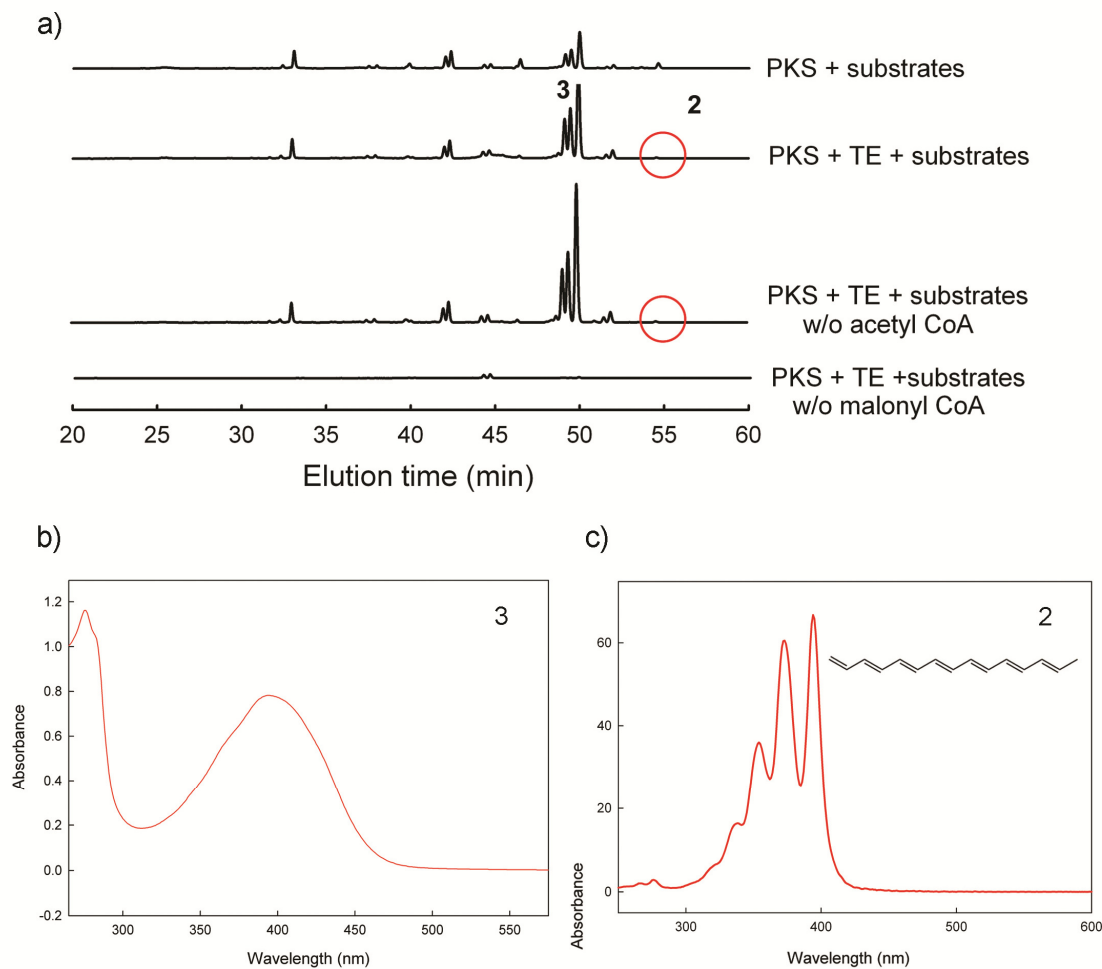 a)
PKS + substrates
3
2
PKS + TE + substrates
PKS + TE + substrates
w/o acetyl CoA
PKS + TE +substrates
w/o malonyl CoA
20 25 30 35 40 45 50 55 60
Elution time (min)
b)
3
1.2
1.0
0.8
0.6
0.4
0.2
0.0
-0.2
Absorbance
300 350 400 450 500 550
Wavelength (nm)
c)
2
60
40
20
0
Absorbance
300 400 500 600
Wavelength (nm)